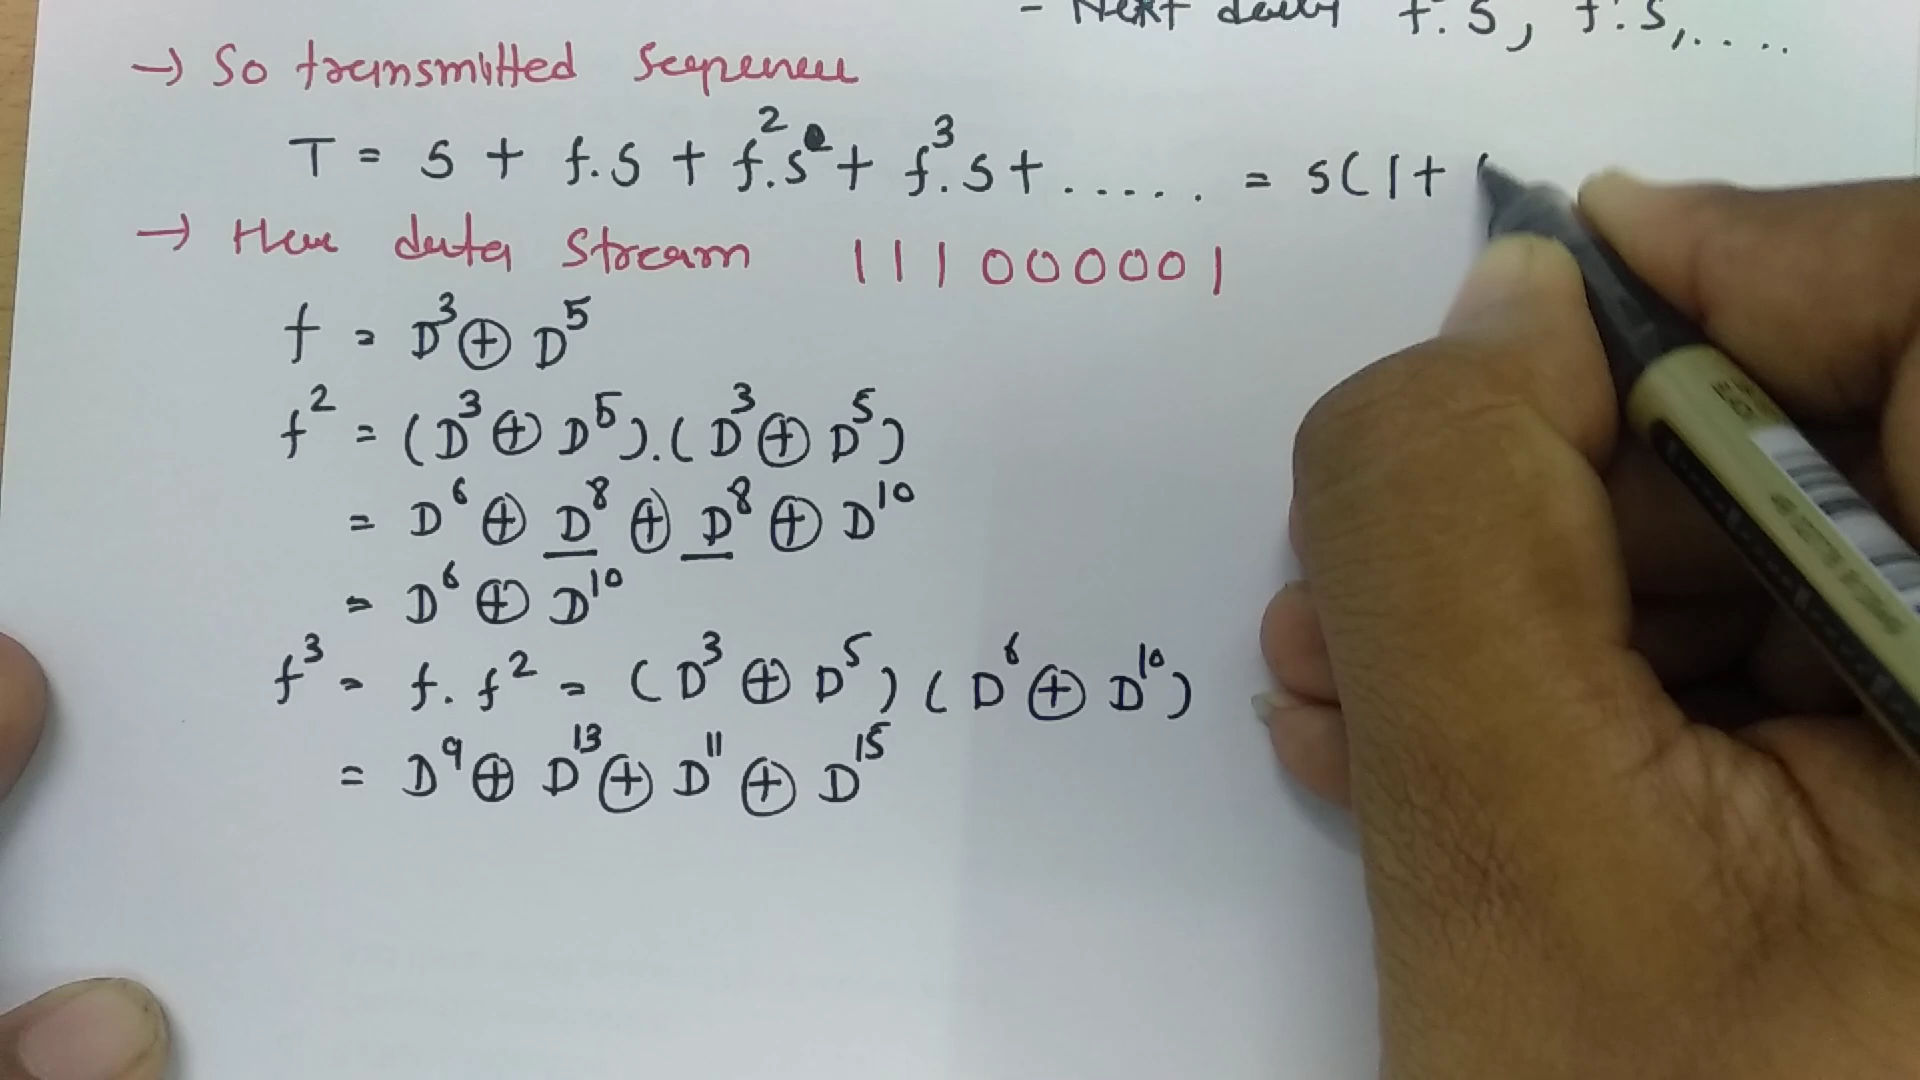 - Next delay f.S, f.S,....
→ So transmitted Sequence
T = S + f.S + f².S + f³.S + ..... = S(1+
→ Here data Stream 111000001
f = D³ ⊕ D⁵
f² = (D³ ⊕ D⁵).(D³ ⊕ D⁵)
= D⁶ ⊕ D⁸ ⊕ D⁸ ⊕ D¹⁰
= D⁶ ⊕ D¹⁰
f³ = f. f² = (D³ ⊕ D⁵)(D⁶ ⊕ D¹⁰)
= D⁹ ⊕ D¹³ ⊕ D¹¹ ⊕ D¹⁵